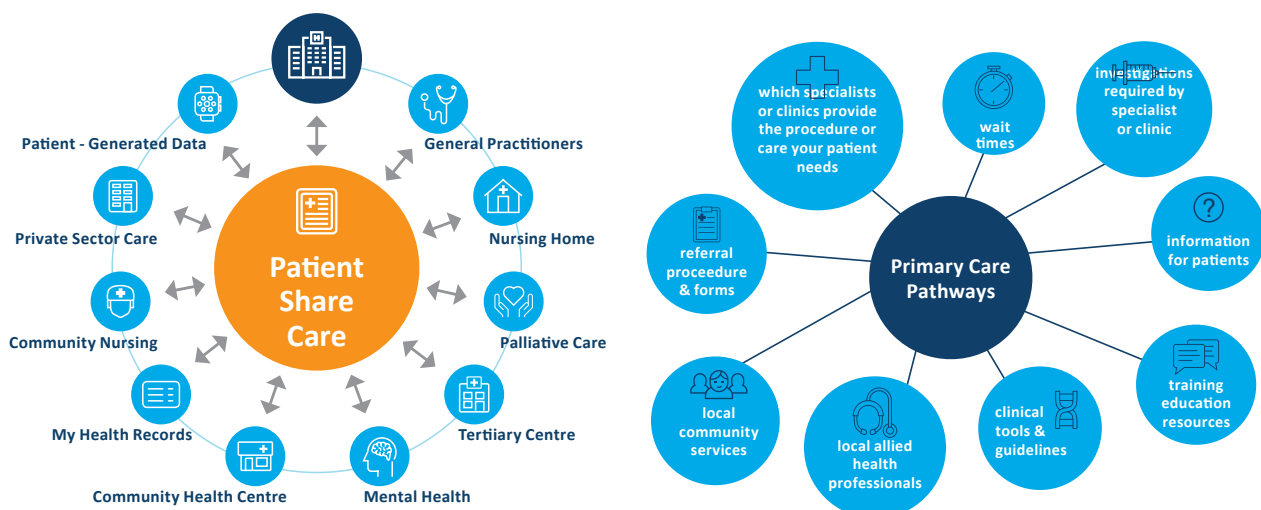 H
Patient - Generated Data
General Practitioners
Private Sector Care
Nursing Home
Patient
Share
Care
Community Nursing
Palliative Care
My Health Records
Tertiary Centre
Community Health Centre
Mental Health
which specialists
or clinics provide
the procedure or
care your patient
needs
wait
times
investigations
required by
specialist
or clinic
referral
proceedure
& forms
Primary Care
Pathways
?
information
for patients
local
community
services
local allied
health
professionals
clinical
tools &
guidelines
training
education
resources